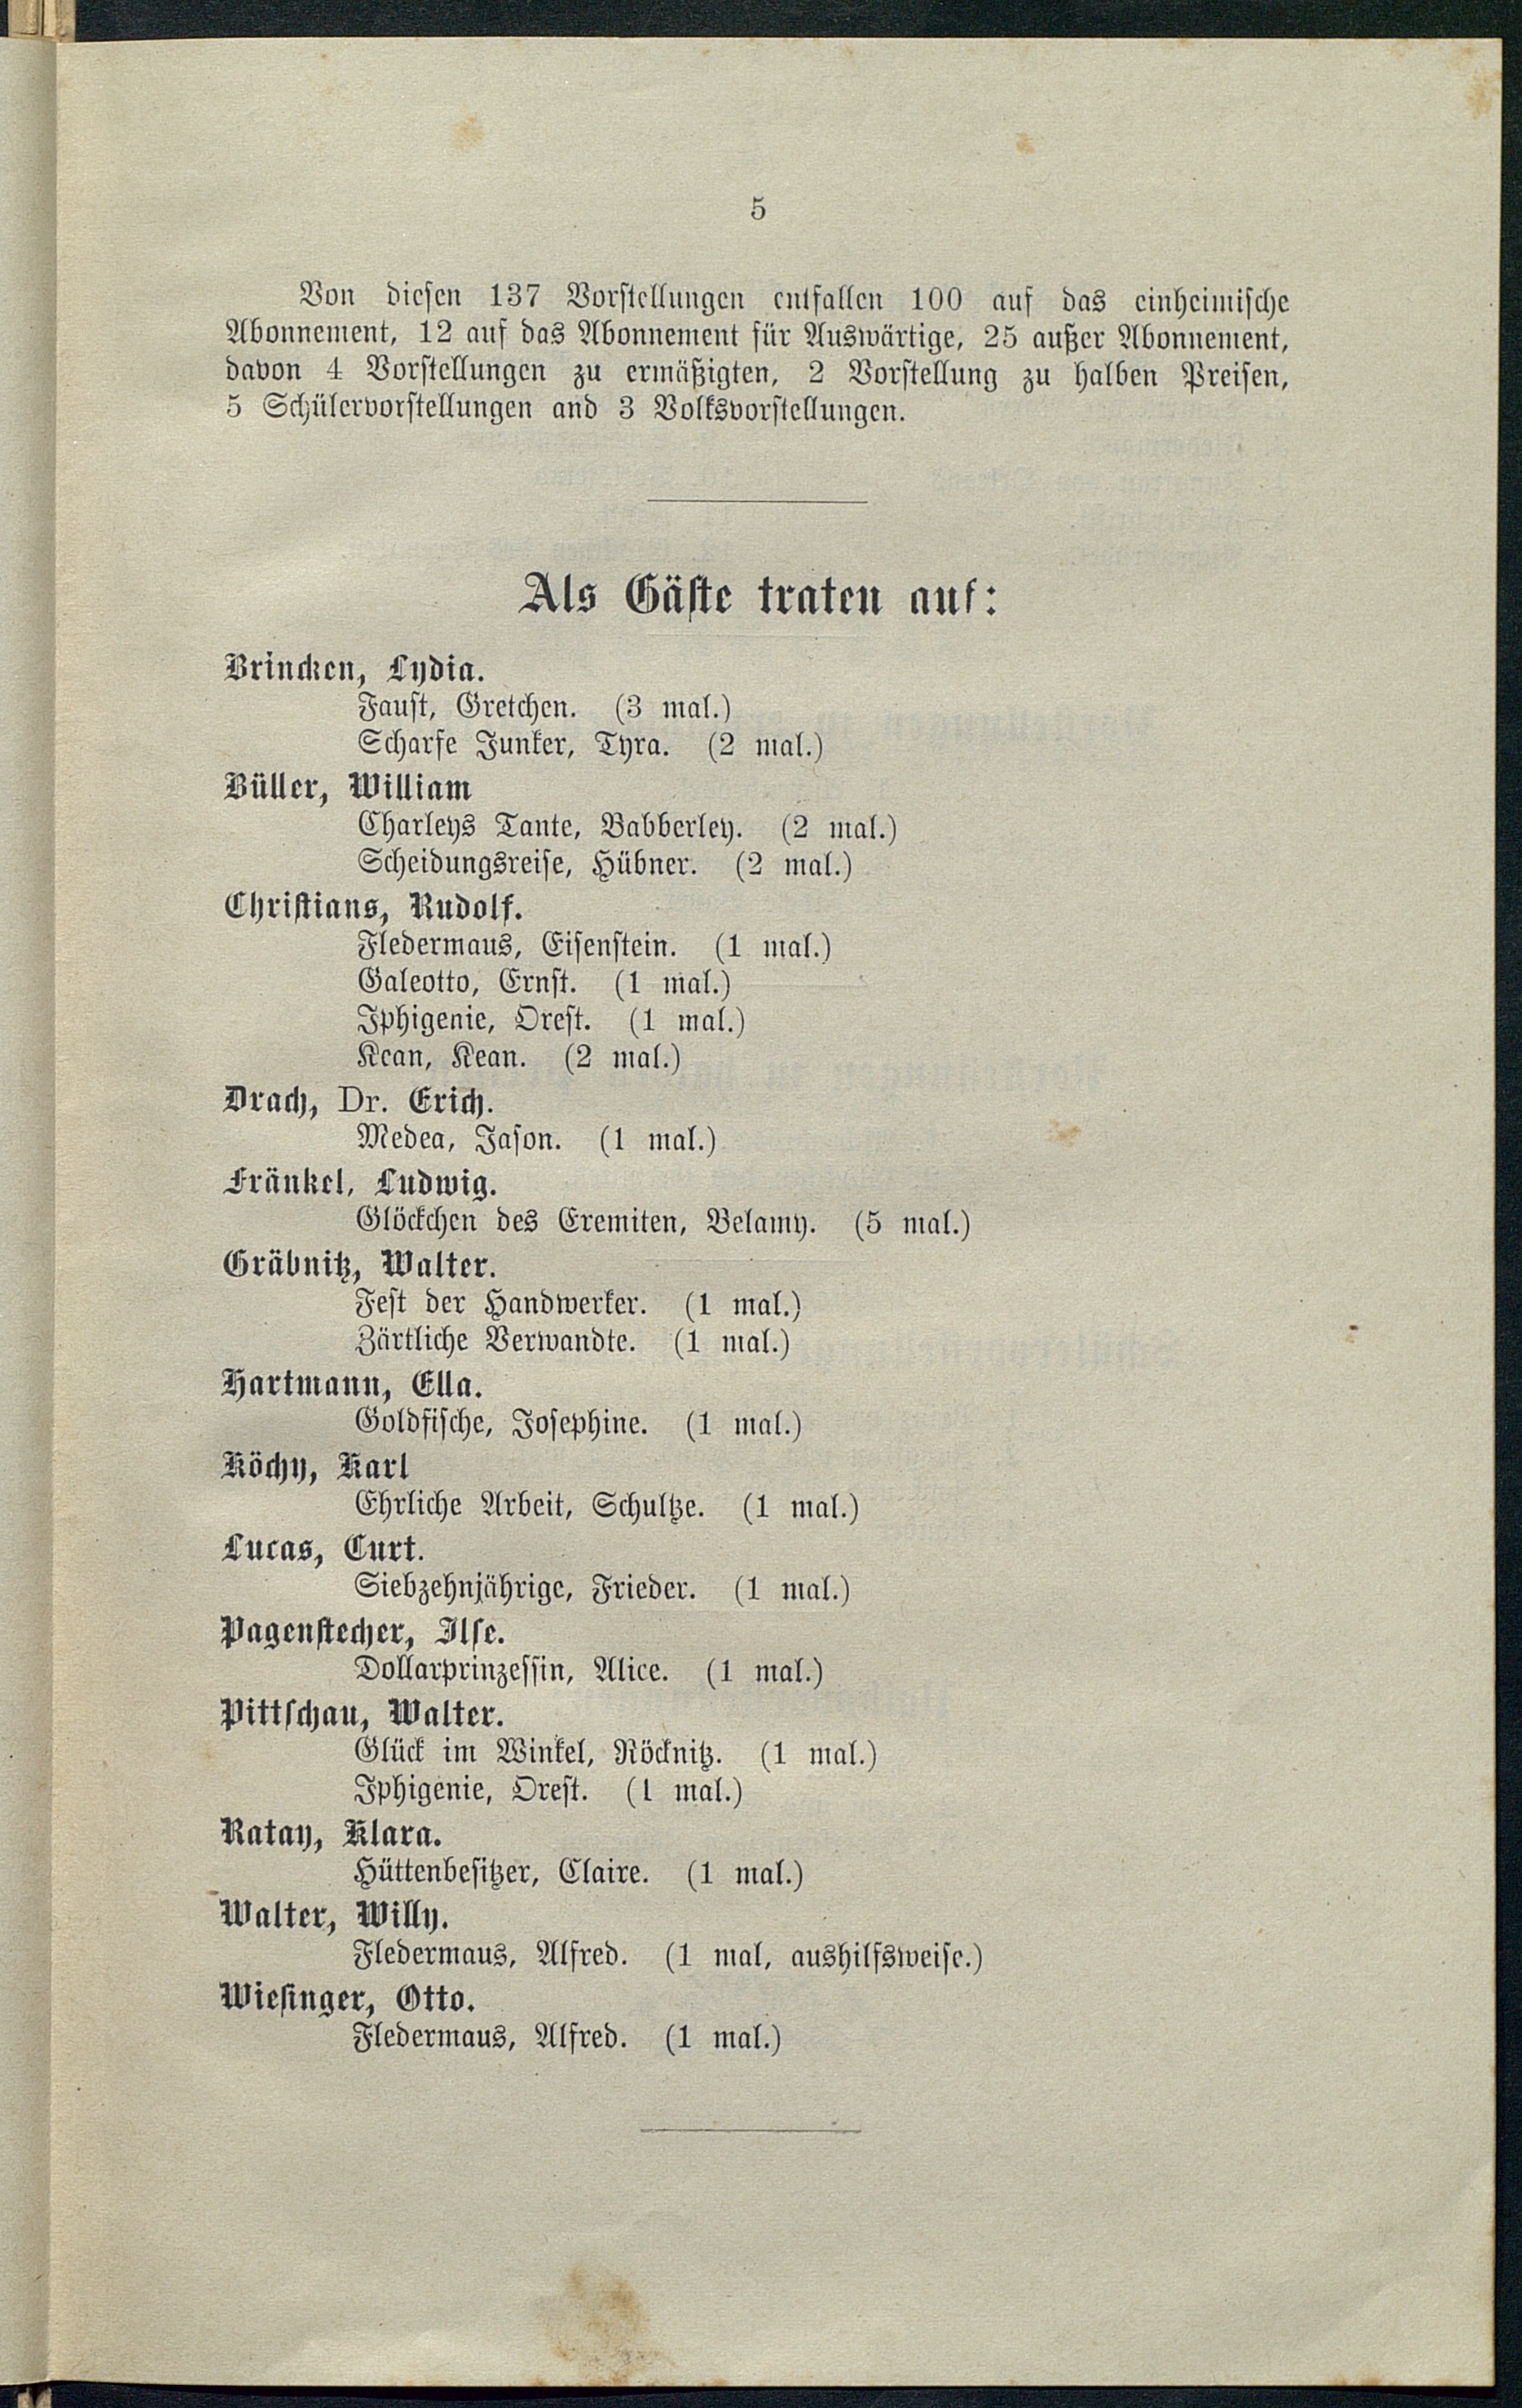 5
Von diesen 137 Vorstellungen entfallen 100 auf das einheimische
Abonnement, 12 auf das Abonnement für Auswärtige, 25 außer Abonnement,
davon 4 Vorstellungen zu ermäßigten, 2 Vorstellung zu halben Preisen,
5 Schülervorstellungen and 3 Volksvorstellungen.
Als Gäste traten auf:
Brincken, Lydia.
Faust, Gretchen. (3 mal.)
Scharfe Junker, Tyra. (2 mal.)
Büller, William
Charleys Tante, Babberley. (2 mal.)
Scheidungsreise, Hübner. (2 mal.)
Christians, Rudolf.
Fledermaus, Eisenstein. (1 mal.)
Galeotto, Ernst. (1 mal.)
Iphigenie, Orest. (1 mal.)
Kean, Kean. (2 mal.)
Drach, Dr. Erich.
Medea, Jason. (1 mal.)
Fränkel, Ludwig.
Glöckchen des Eremiten, Belamy. (5 mal.)
Gräbnitz, Walter.
Fest der Handwerker. (1 mal.)
Zärtliche Verwandte. (1 mal.)
Hartmann, Ella.
Goldfische, Josephine. (1 mal.)
Köchy, Karl
Ehrliche Arbeit, Schultze. (1 mal.)
Lucas, Curt.
Siebzehnjährige, Frieder. (1 mal.)
Pagenstecher, Ilse.
Dollarprinzessin, Alice. (1 mal.)
Pittschau, Walter.
Glück im Winkel, Röcknitz. (1 mal.)
Iphigenie, Orest. (1 mal.)
Ratay, Klara.
Hüttenbesitzer, Claire. (1 mal.)
Walter, Willy.
Fledermaus, Alfred. (1 mal, aushilfsweise.)
Wiesinger, Otto.
Fledermaus, Alfred. (1 mal.)